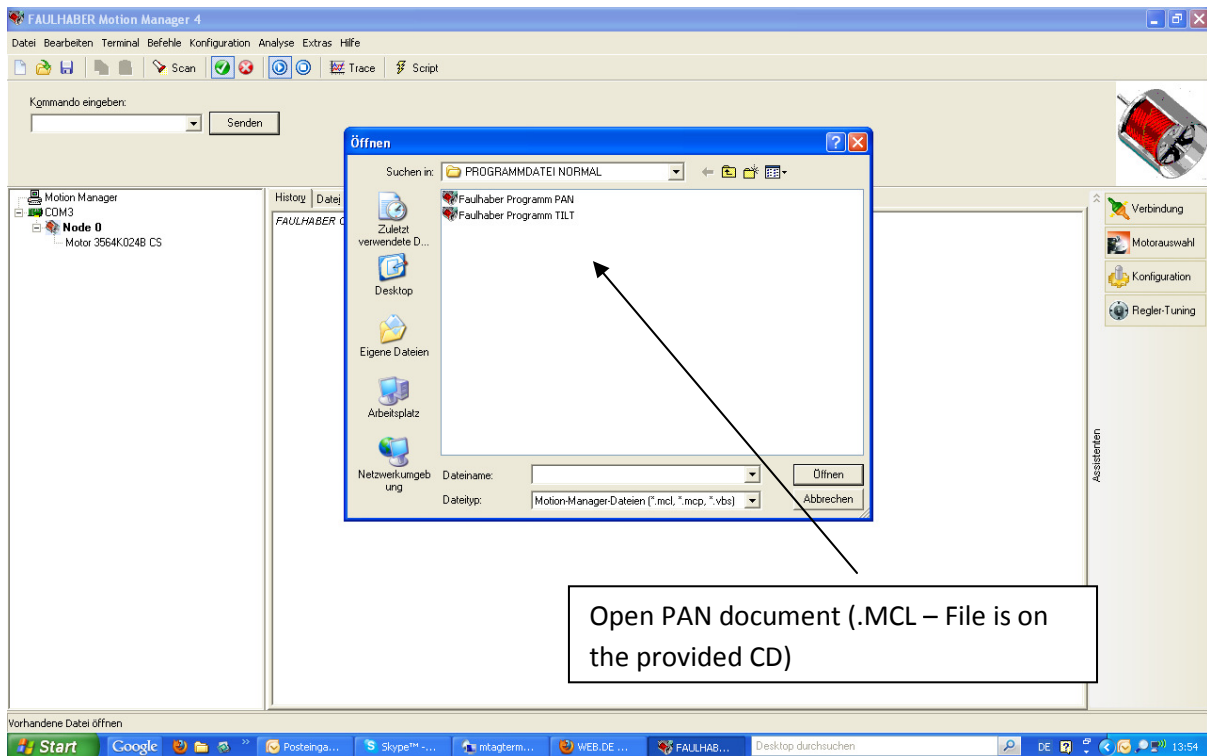 FAULHABER Motion Manager 4
Datei Bearbeiten Terminal Befehle Konfiguration Analyse Extras Hilfe
Scan Trace Script
Kommando eingeben:
Senden
Öffnen
Suchen in: PROGRAMMDATEI NORMAL
Faulhaber Programm PAN
Faulhaber Programm TILT
Zuletzt
verwendete D...
Desktop
Eigene Dateien
Arbeitsplatz
Netzwerkumgeb
ung
Dateiname:
Öffnen
Dateityp: Motion-Manager-Dateien (*.mcl, *.mcp, *.vbs)
Abbrechen
Motion Manager
COM3
Node 0
Motor 3564K024B CS
History Datei
FAULHABER
Verbindung
Motorauswahl
Konfiguration
Regler-Tuning
Assistenten
Open PAN document (.MCL – File is on
the provided CD)
Vorhandene Datei öffnen
Start Google Posteinga... Skype™ -... mtagterm... WEB.DE ... FAULHAB... Desktop durchsuchen DE 13:54